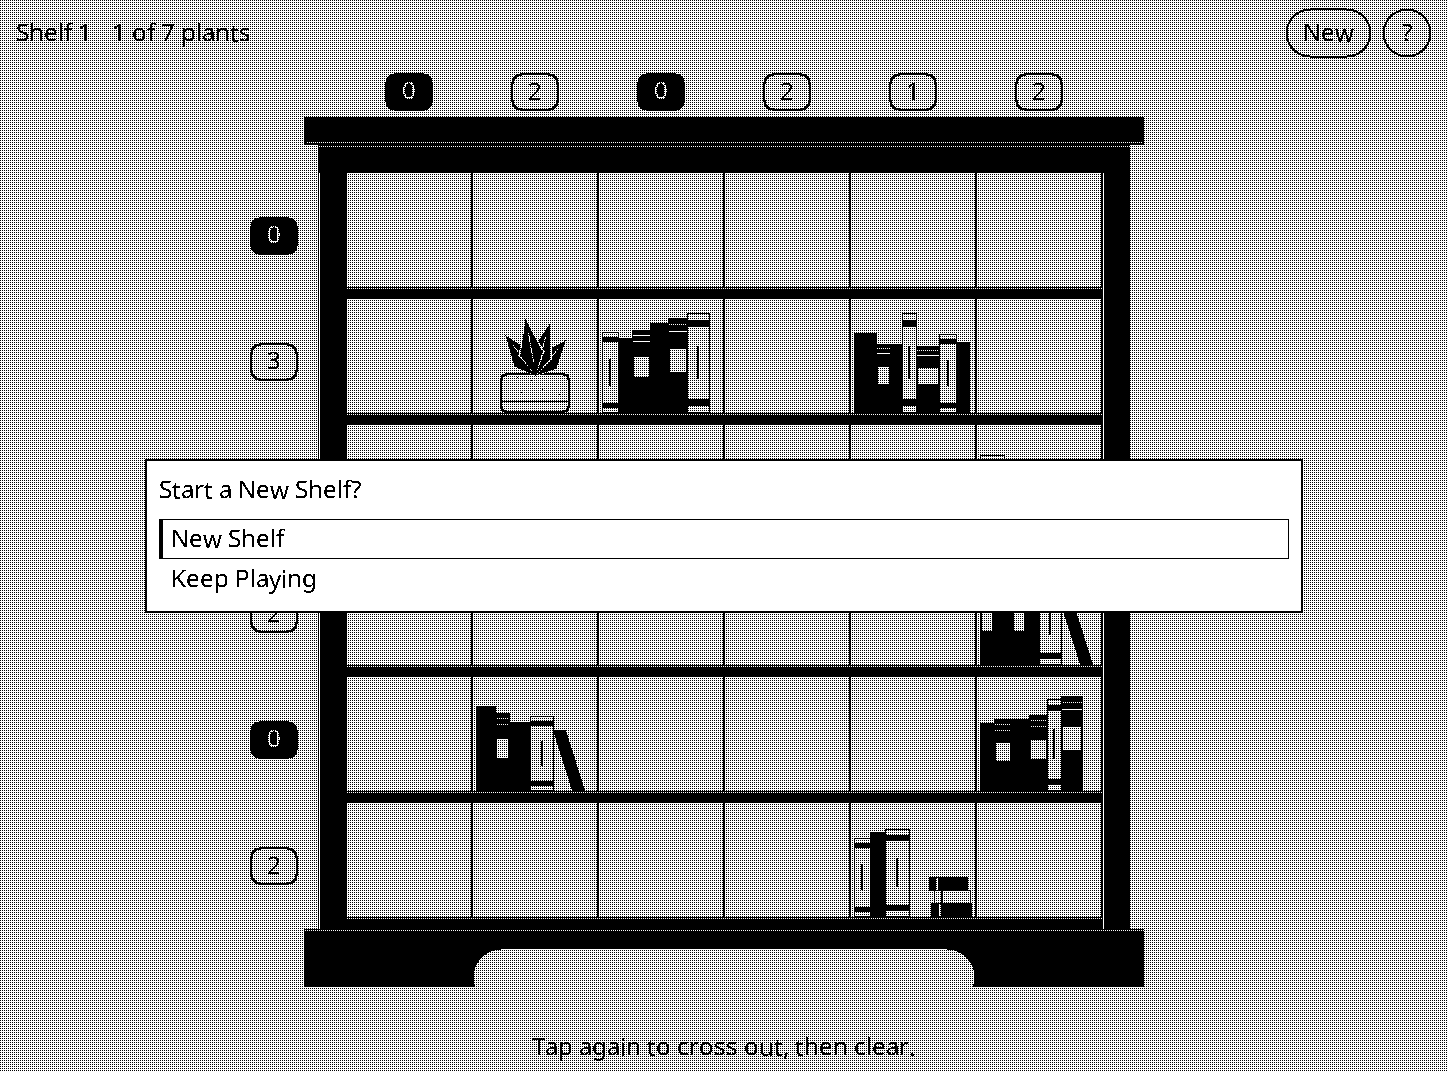 Shelf 1 1 of 7 plants
New ?
0 2 0 2 1 2
0
3
Start a New Shelf?
New Shelf
Keep Playing
2
0
2
Tap again to cross out, then clear.